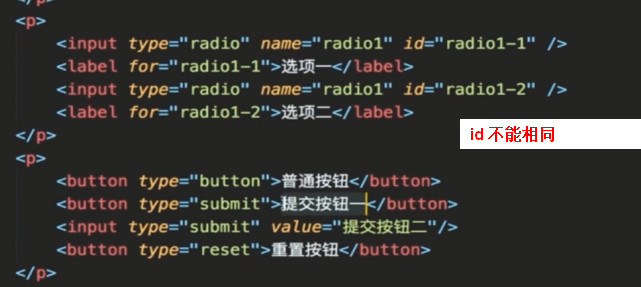 </p>
<p>
<input type="radio" name="radio1" id="radio1-1" />
<label for="radio1-1">选项一</label>
<input type="radio" name="radio1" id="radio1-2" />
<label for="radio1-2">选项二</label>
</p>
id不能相同
<p>
<button type="button">普通按钮</button>
<button type="submit">提交按钮一</button>
<input type="submit" value="提交按钮二"/>
<button type="reset">重置按钮</button>
</p>